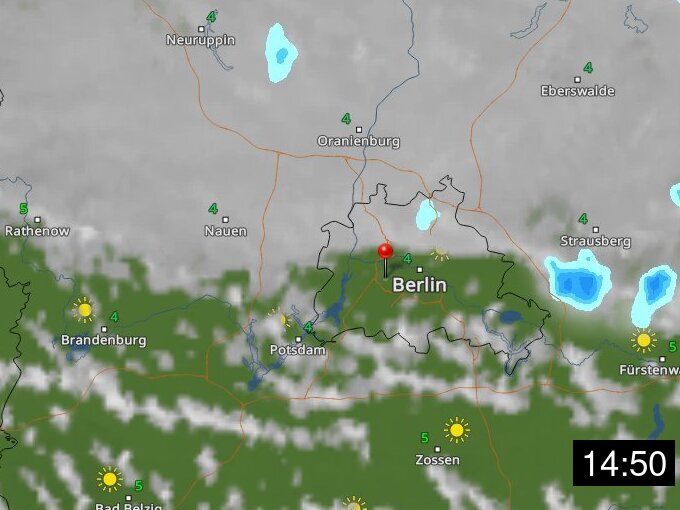 4
Neuruppin
4
Eberswalde
4
Oranienburg
5
Rathenow
4
Nauen
4
Strausberg
4
Berlin
4
Brandenburg
4
Potsdam
5
Fürstenwa
5
Zossen
14:50
5
Bad Belzig